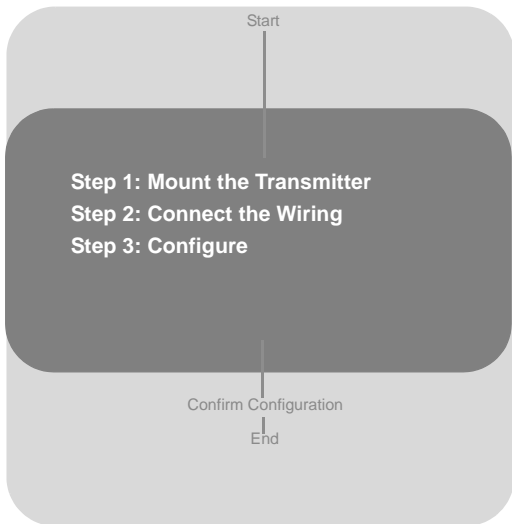 Start
Step 1: Mount the Transmitter
Step 2: Connect the Wiring
Step 3: Configure
Confirm Configuration
End